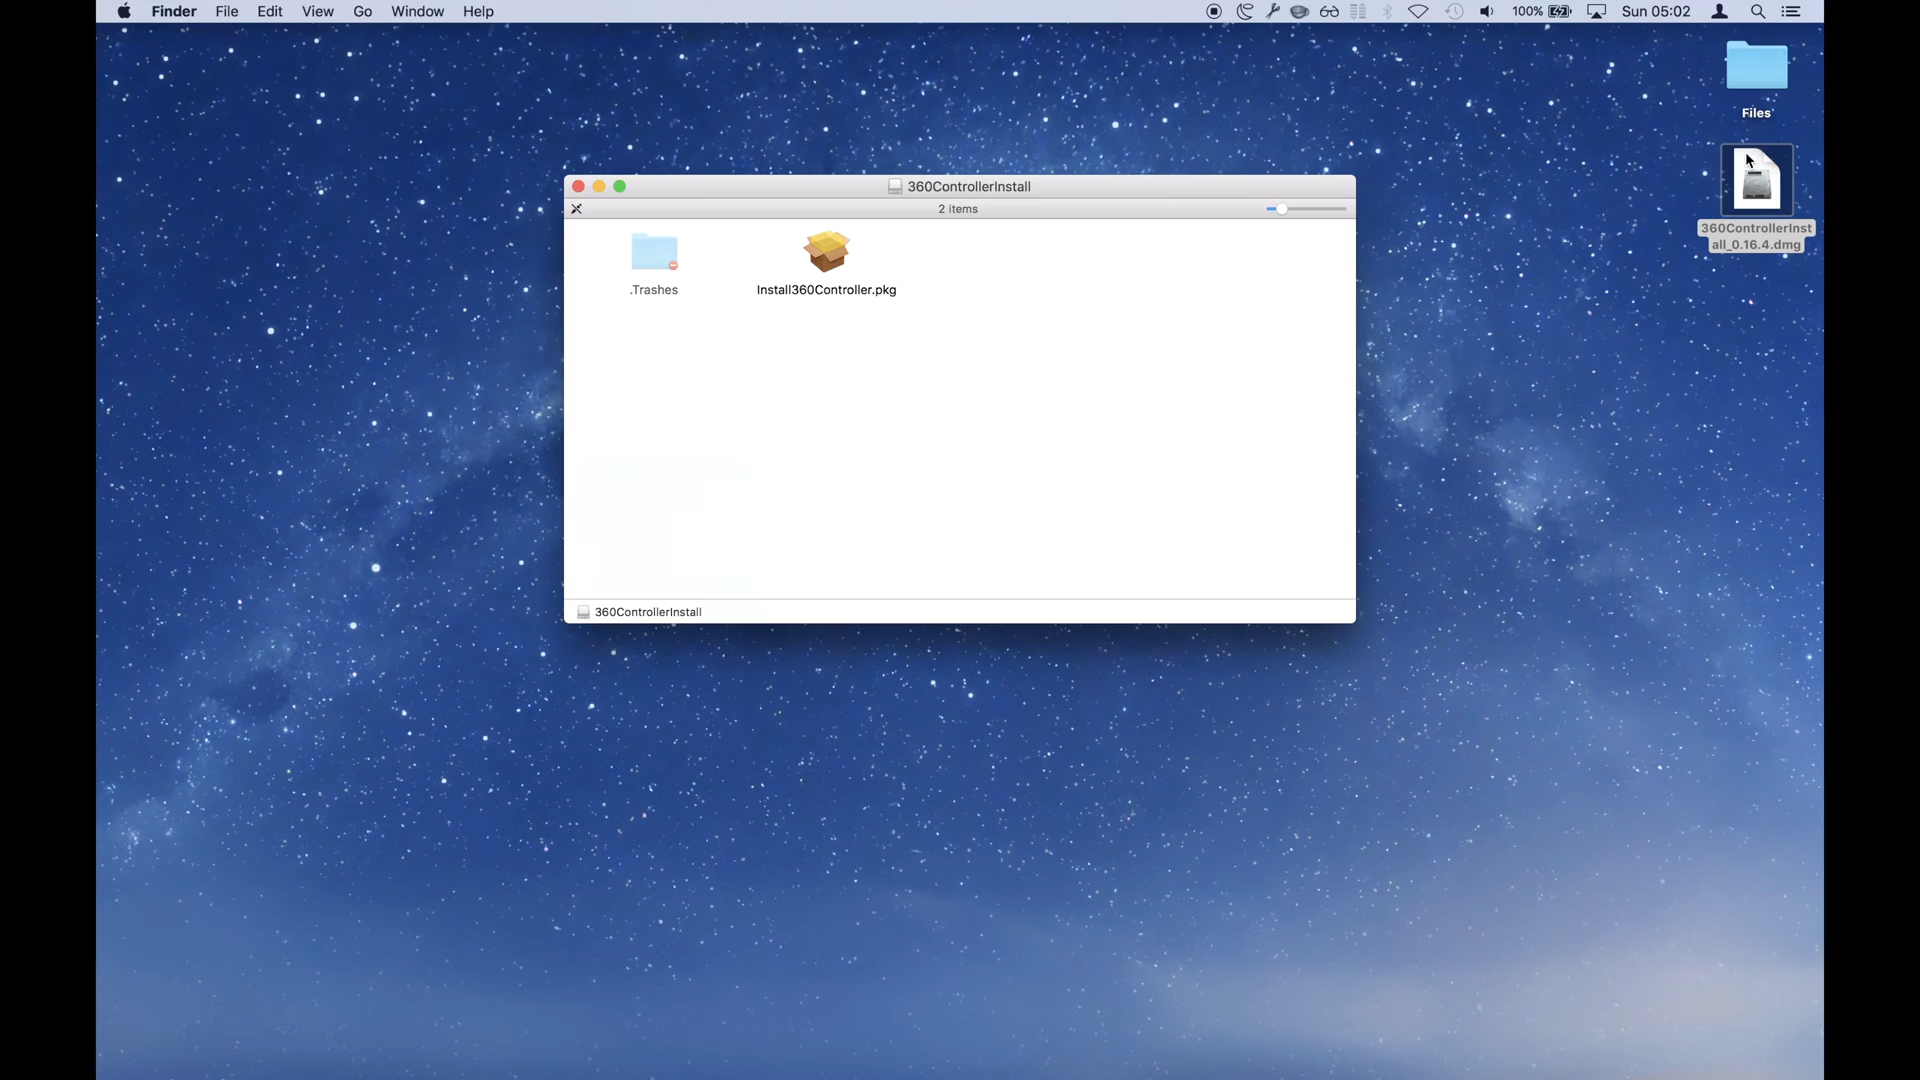 Finder File Edit View Go Window Help 100% Sun 05:02
Files
360ControllerInst
all_0.16.4.dmg
360ControllerInstall
2 items
.Trashes
Install360Controller.pkg
360ControllerInstall